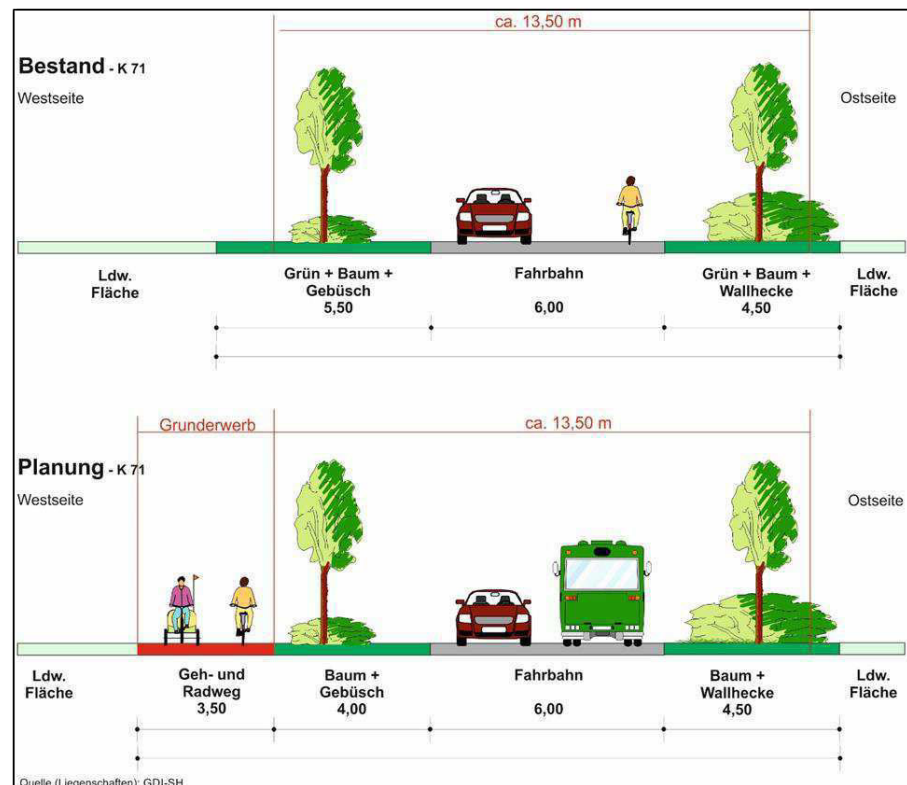 ca. 13,50 m
Bestand - K 71
Westseite
Ostseite
Ldw.
Fläche
Grün + Baum +
Gebüsch
5,50
Fahrbahn
6,00
Grün + Baum +
Wallhecke
4,50
Ldw.
Fläche
Grunderwerb
ca. 13,50 m
Planung - K 71
Westseite
Ostseite
Ldw.
Fläche
Geh- und
Radweg
3,50
Baum +
Gebüsch
4,00
Fahrbahn
6,00
Baum +
Wallhecke
4,50
Ldw.
Fläche
Quelle (Liegenschaften): GDI-SH